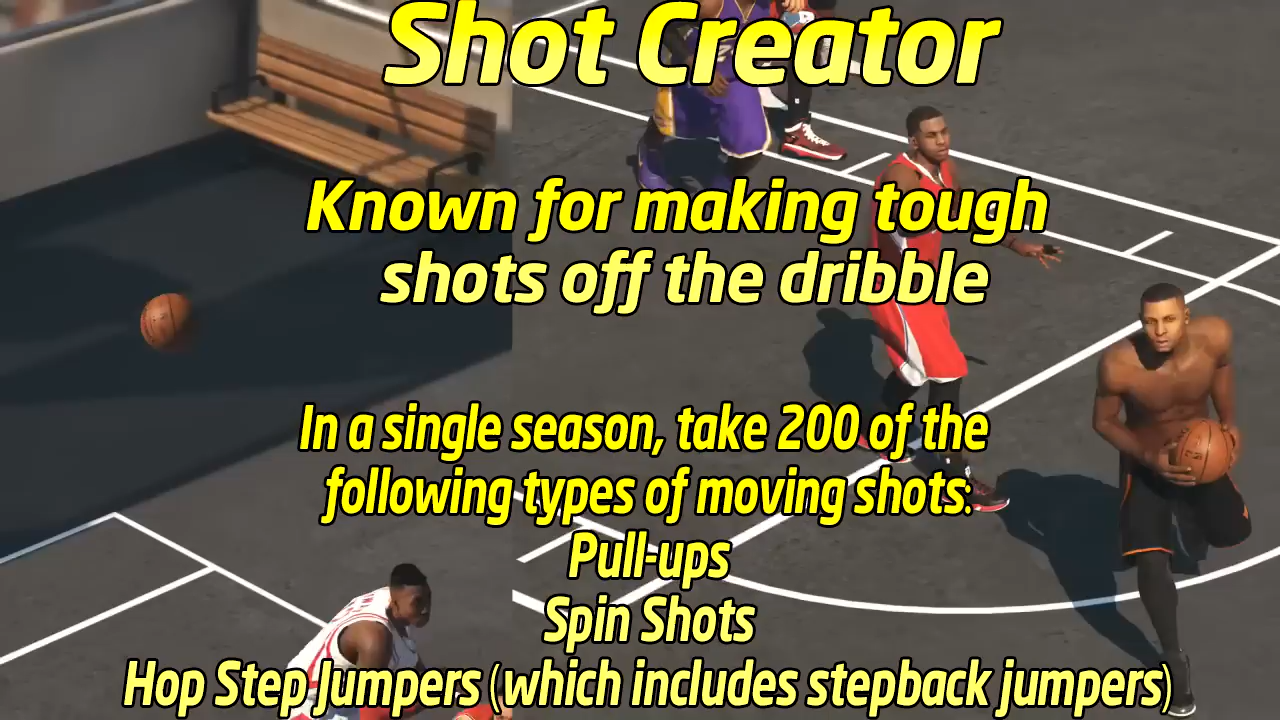 Shot Creator
Known for making tough
shots off the dribble
In a single season, take 200 of the
following types of moving shots:
Pull-ups
Spin Shots
Hop Step Jumpers (which includes stepback jumpers)